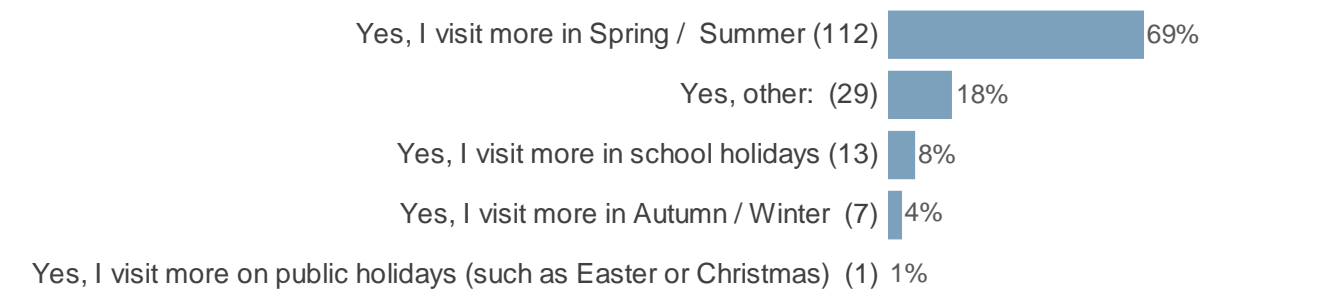 Yes, I visit more in Spring /  Summer (112) 69%
Yes, other:  (29) 18%
Yes, I visit more in school holidays (13) 8%
Yes, I visit more in Autumn / Winter  (7) 4%
Yes, I visit more on public holidays (such as Easter or Christmas)  (1) 1%